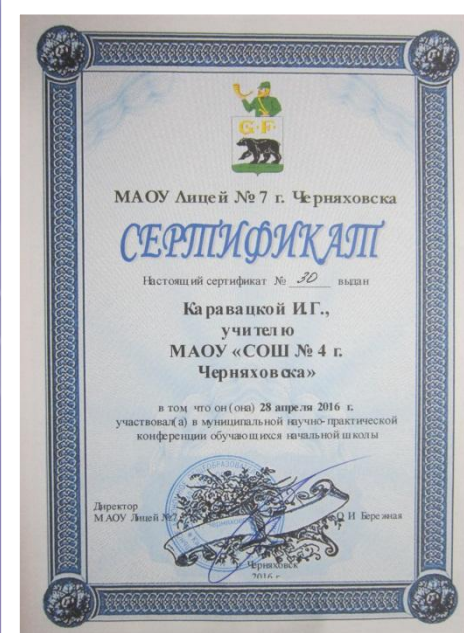 G·F·
МАОУ Лицей № 7 г. Черняховска
СЕРТИФИКАТ
Настоящий сертификат № 30 выдан
Каравацкой И.Г.,
учителю
МАОУ «СОШ № 4 г.
Черняховска»
в том что он(она) 28 апреля 2016 г.
участвовал(а) в муниципальной научно-практической
конференции обучающихся начальной школы
Директор
МАОУ Лицей №7
О И Бережная
Черняховск
2016 г